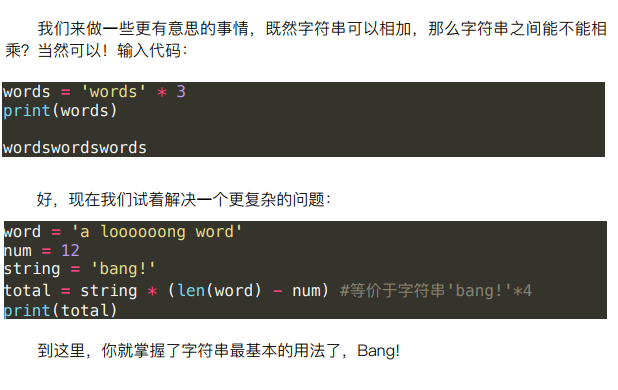 我们来做一些更有意思的事情，既然字符串可以相加，那么字符串之间能不能相
乘？当然可以！输入代码：
words = 'words' * 3
print(words)
wordswordswords
好，现在我们试着解决一个更复杂的问题：
word = 'a loooooong word'
num = 12
string = 'bang!'
total = string * (len(word) - num) #等价于字符串'bang!'*4
print(total)
到这里，你就掌握了字符串最基本的用法了，Bang!